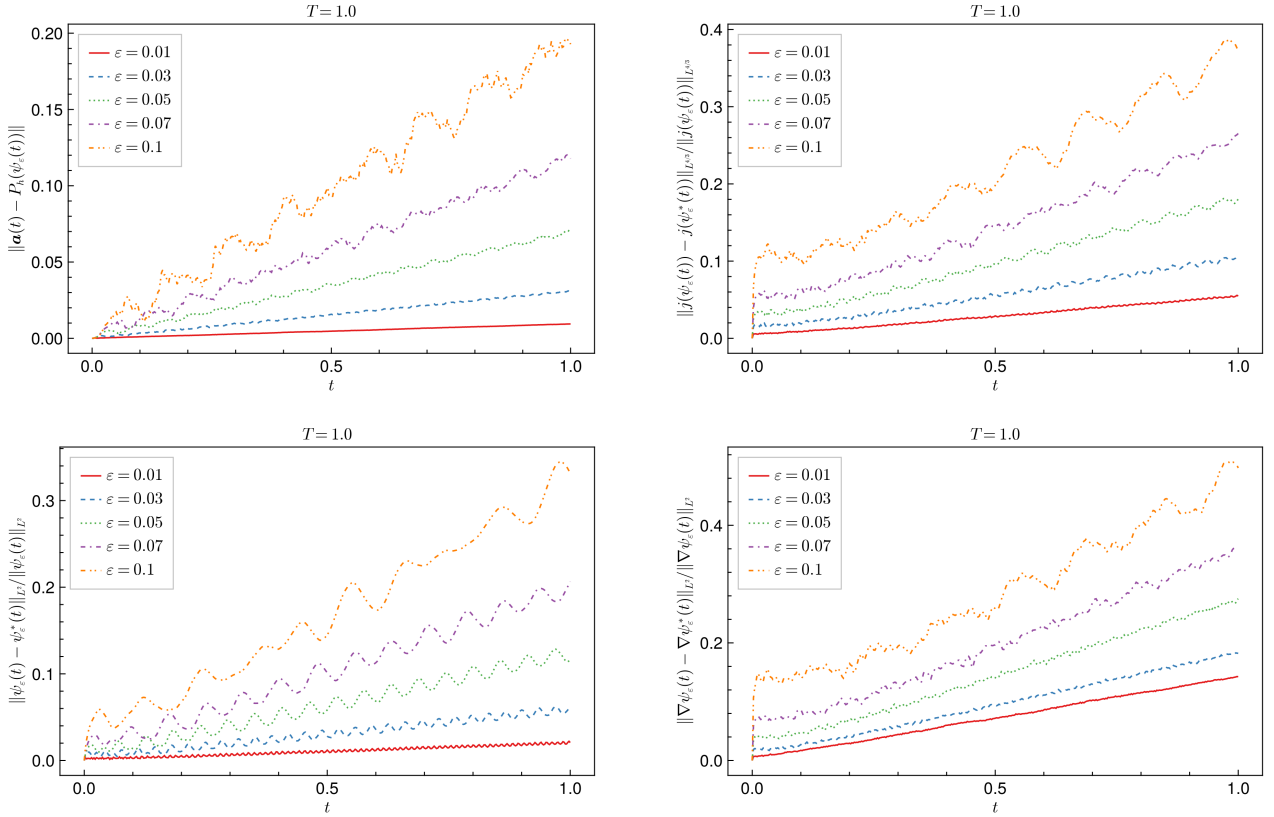 T = 1.0
‖a(t) − P_h(ψ_ε(t))‖
0.20
0.15
0.10
0.05
0.00
ε = 0.01
ε = 0.03
ε = 0.05
ε = 0.07
ε = 0.1
0.0 0.5 1.0
t
T = 1.0
‖j(ψ_ε(t)) − j(ψ_ε^*(t))‖_{L^{4/3}}/‖j(ψ_ε(t))‖_{L^{4/3}}
0.4
0.3
0.2
0.1
0.0
ε = 0.01
ε = 0.03
ε = 0.05
ε = 0.07
ε = 0.1
0.0 0.5 1.0
t
T = 1.0
‖ψ_ε(t) − ψ_ε^*(t)‖_{L^2}/‖ψ_ε(t)‖_{L^2}
0.3
0.2
0.1
0.0
ε = 0.01
ε = 0.03
ε = 0.05
ε = 0.07
ε = 0.1
0.0 0.5 1.0
t
T = 1.0
‖∇ψ_ε(t) − ∇ψ_ε^*(t)‖_{L^2}/‖∇ψ_ε(t)‖_{L^2}
0.4
0.2
0.0
ε = 0.01
ε = 0.03
ε = 0.05
ε = 0.07
ε = 0.1
0.0 0.5 1.0
t